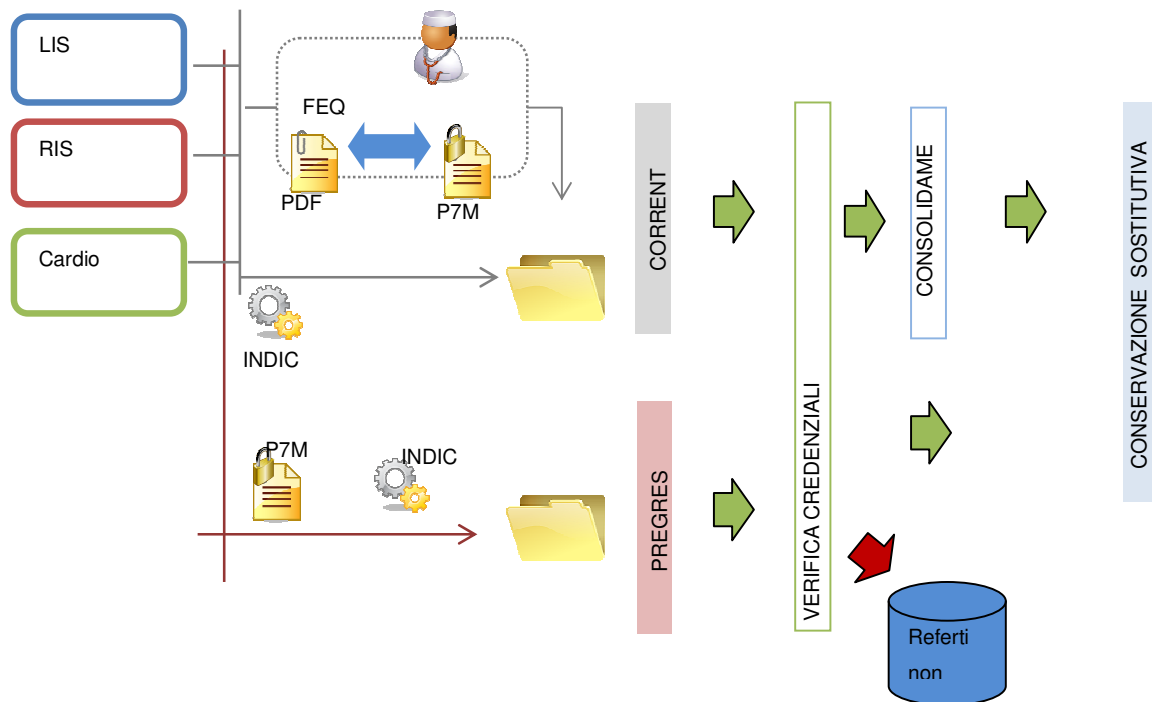 LIS
RIS
Cardio
FEQ
PDF
P7M
INDIC
P7M
INDIC
CORRENT
PREGRES
VERIFICA CREDENZIALI
CONSOLIDAME
CONSERVAZIONE SOSTITUTIVA
Referti
non